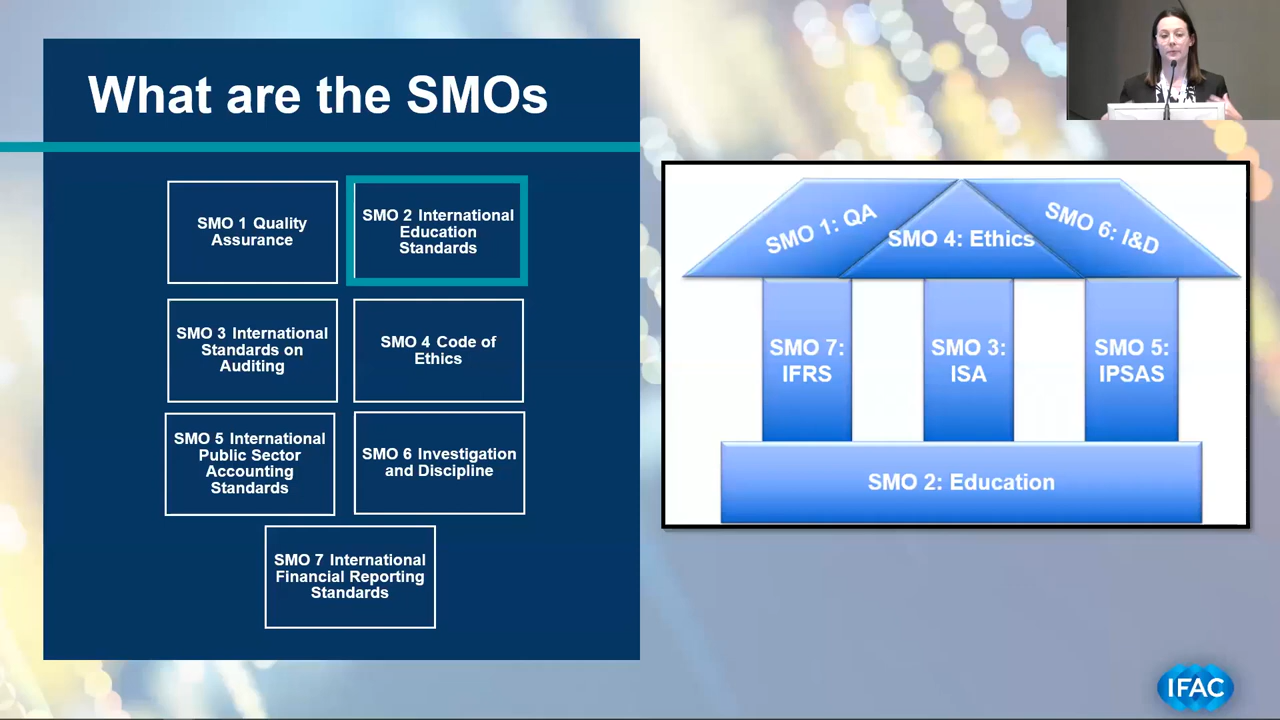 What are the SMOs
SMO 1 Quality
Assurance
SMO 2 International
Education
Standards
SMO 3 International
Standards on
Auditing
SMO 4 Code of
Ethics
SMO 5 International
Public Sector
Accounting
Standards
SMO 6 Investigation
and Discipline
SMO 7 International
Financial Reporting
Standards
SMO 1: QA
SMO 4: Ethics
SMO 6: I&D
SMO 7:
IFRS
SMO 3:
ISA
SMO 5:
IPSAS
SMO 2: Education
IFAC